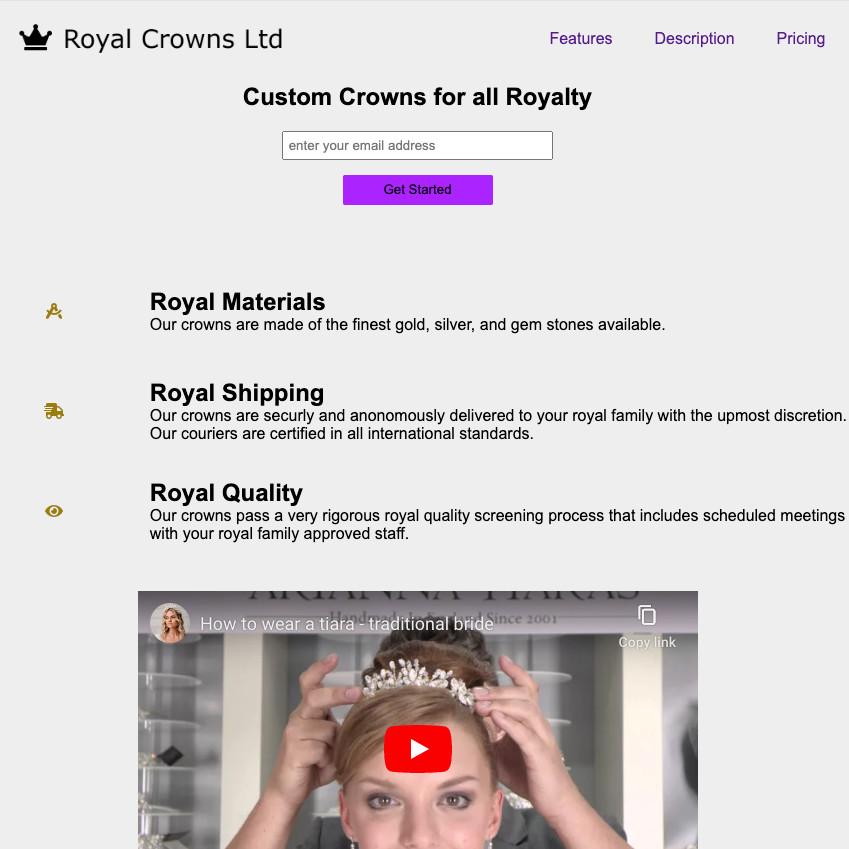 Royal Crowns Ltd
Features
Description
Pricing
Custom Crowns for all Royalty
enter your email address
Get Started
Royal Materials
Our crowns are made of the finest gold, silver, and gem stones available.
Royal Shipping
Our crowns are securly and anonomously delivered to your royal family with the upmost discretion.
Our couriers are certified in all international standards.
Royal Quality
Our crowns pass a very rigorous royal quality screening process that includes scheduled meetings
with your royal family approved staff.
ARIANNA TIARAS
Handmade In England Since 2001
How to wear a tiara - traditional bride
Copy link